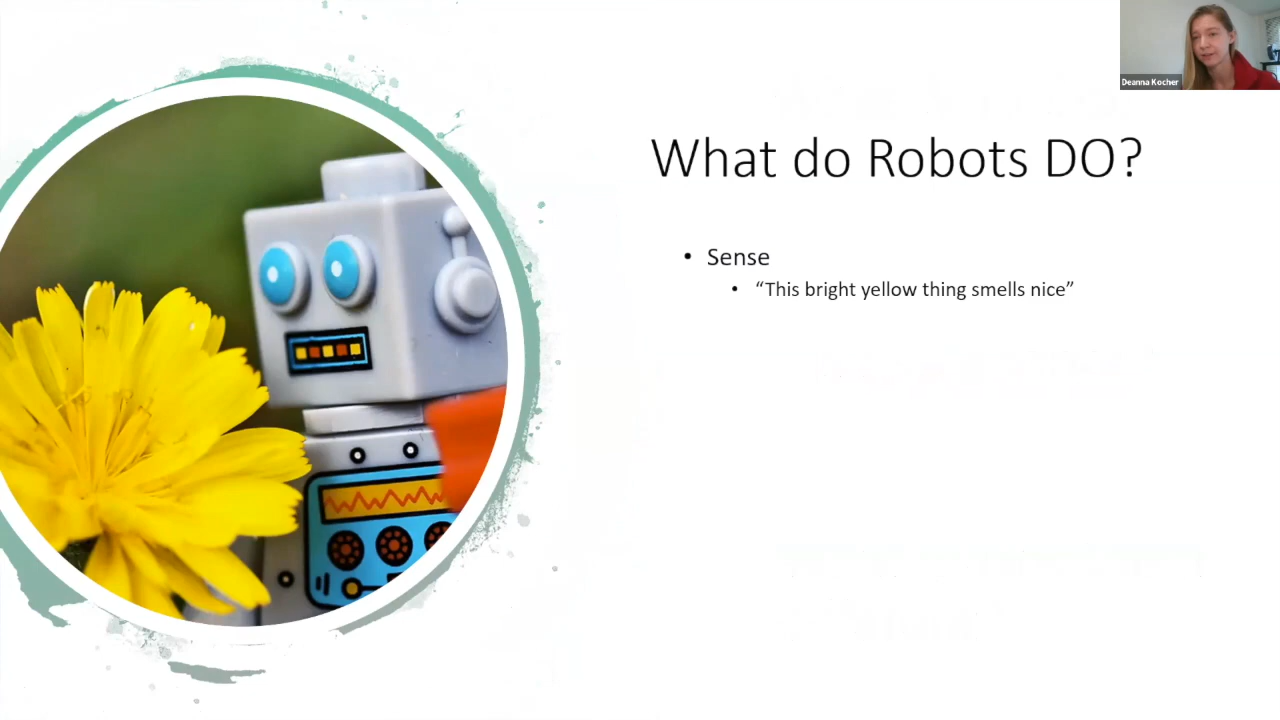 Deanna Kocher
What do Robots DO?
• Sense
• “This bright yellow thing smells nice”